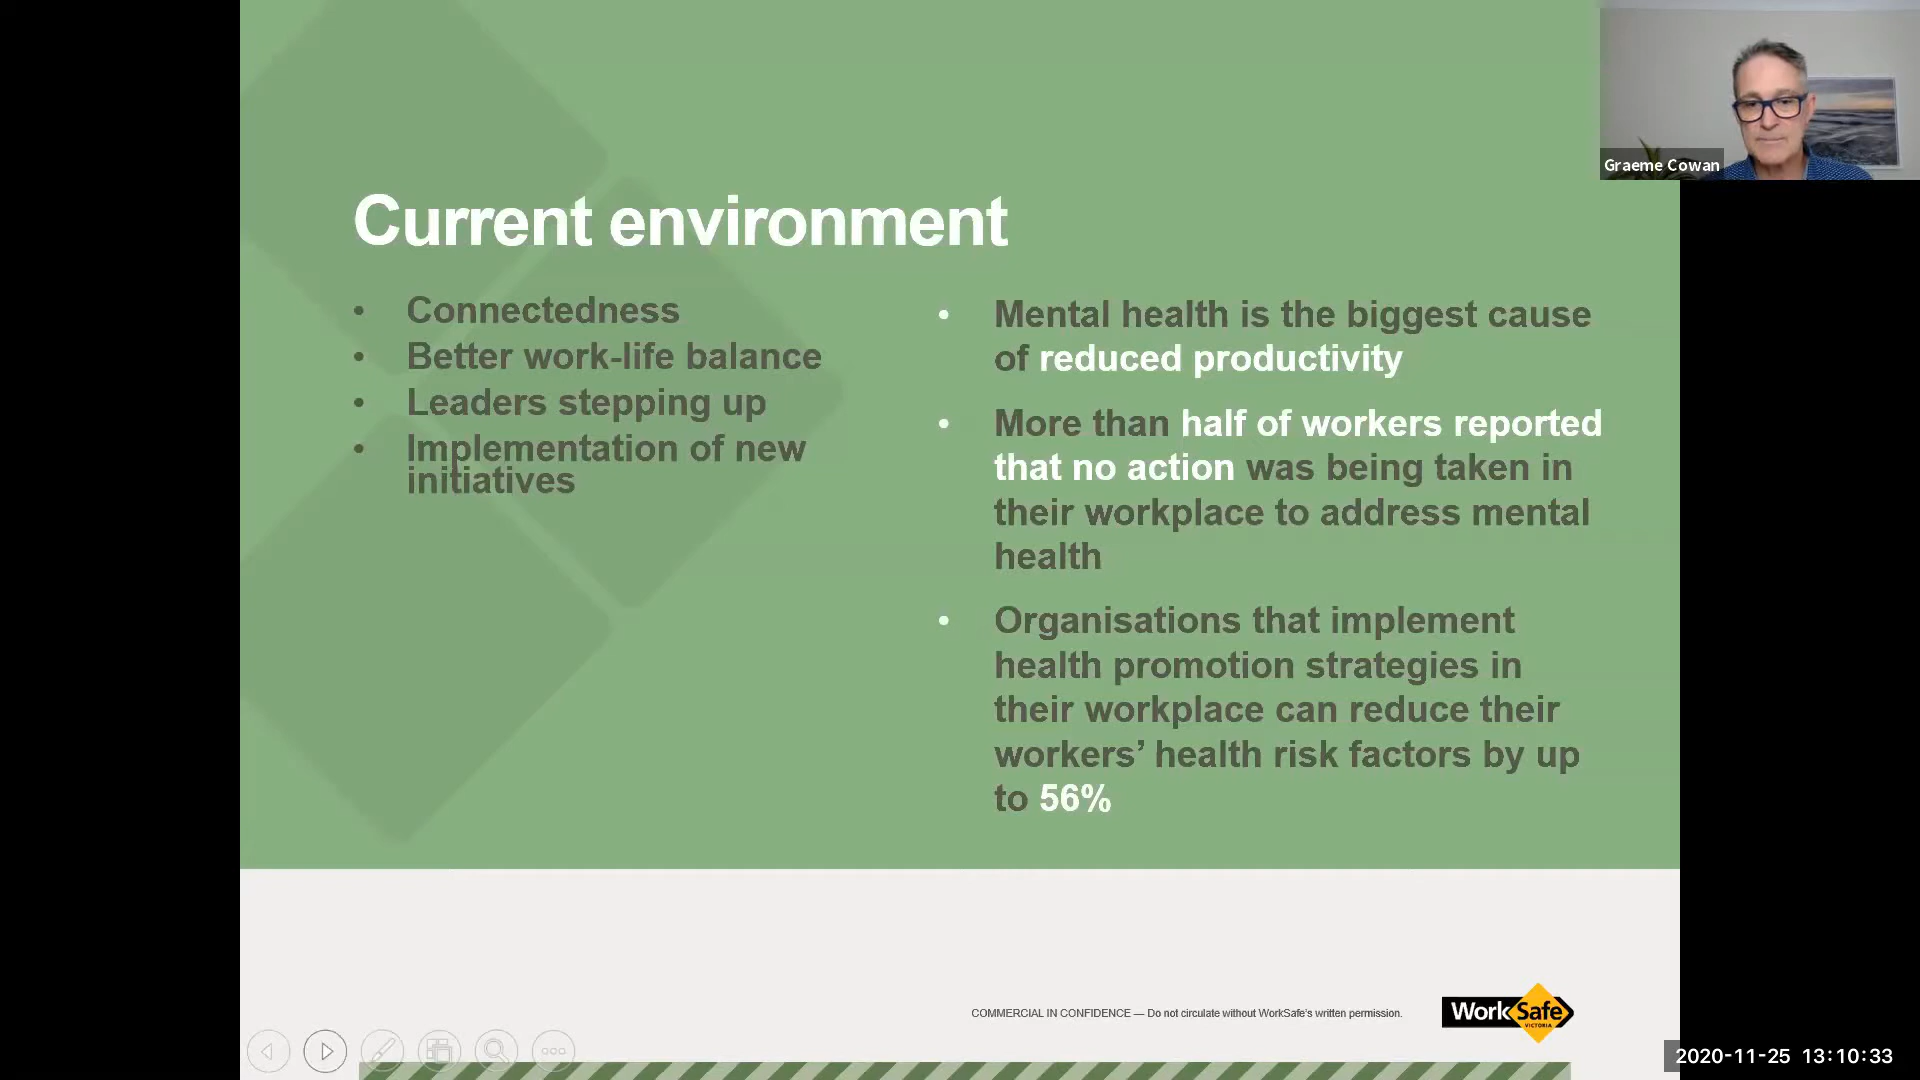 Graeme Cowan
Current environment
• Connectedness
• Better work-life balance
• Leaders stepping up
• Implementation of new
initiatives
• Mental health is the biggest cause
of reduced productivity
• More than half of workers reported
that no action was being taken in
their workplace to address mental
health
• Organisations that implement
health promotion strategies in
their workplace can reduce their
workers’ health risk factors by up
to 56%
COMMERCIAL IN CONFIDENCE — Do not circulate without WorkSafe's written permission.
WorkSafe
VICTORIA
2020-11-25 13:10:33